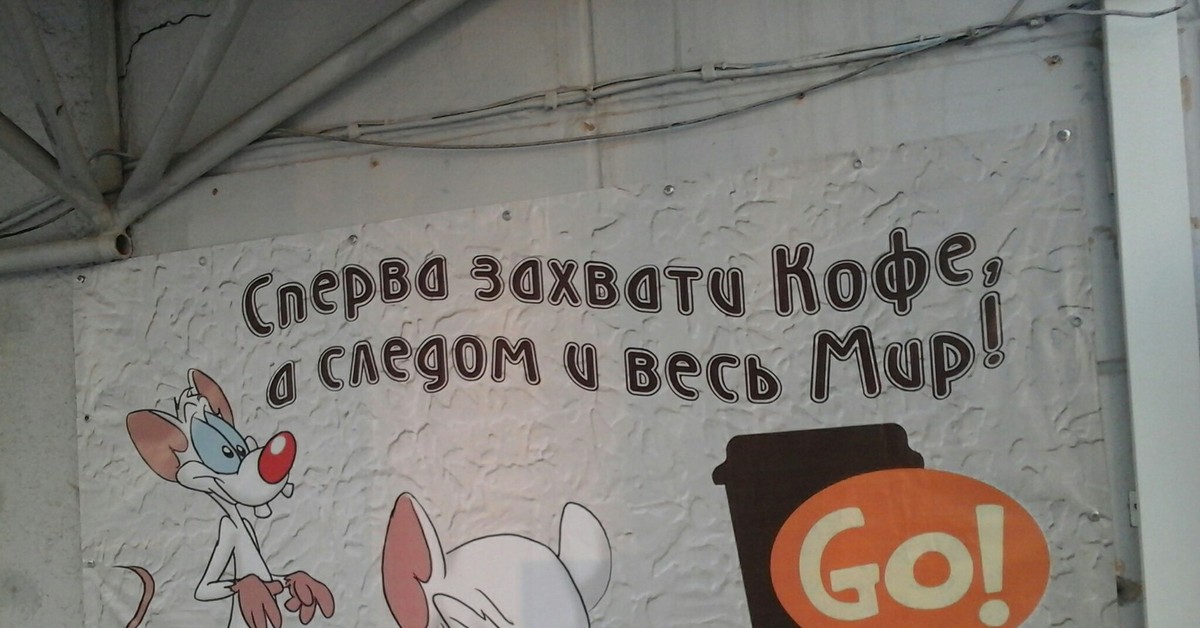 Сперва захвати Кофе,
а следом и весь Мир!
Go!